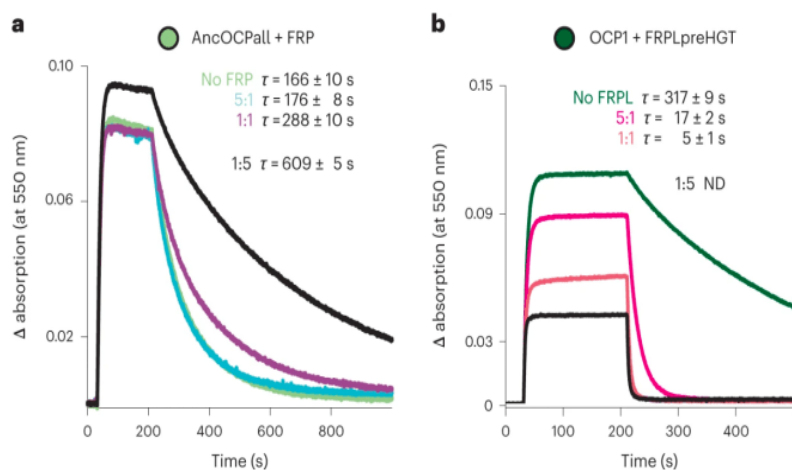 a
AncOCPall + FRP
0.10
0.06
0.02
Δ absorption (at 550 nm)
No FRP τ = 166 ± 10 s
5:1 τ = 176 ± 8 s
1:1 τ = 288 ± 10 s
1:5 τ = 609 ± 5 s
0 200 400 600 800
Time (s)
b
OCP1 + FRPLpreHGT
0.15
0.09
0.03
0
Δ absorption (at 550 nm)
No FRPL τ = 317 ± 9 s
5:1 τ = 17 ± 2 s
1:1 τ = 5 ± 1 s
1:5 ND
0 100 200 300 400
Time (s)